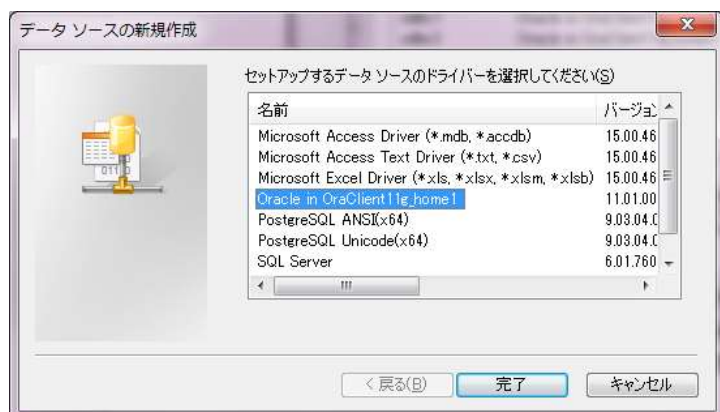 データ ソースの新規作成
セットアップするデータ ソースのドライバーを選択してください(S)
名前 バージョン
Microsoft Access Driver (*.mdb, *.accdb) 15.00.46
Microsoft Access Text Driver (*.txt, *.csv) 15.00.46
Microsoft Excel Driver (*.xls, *.xlsx, *.xlsm, *.xlsb) 15.00.46
Oracle in OraClient11g_home1 11.01.00
PostgreSQL ANSI(x64) 9.03.04.0
PostgreSQL Unicode(x64) 9.03.04.0
SQL Server 6.01.760
< 戻る(B) 完了 キャンセル